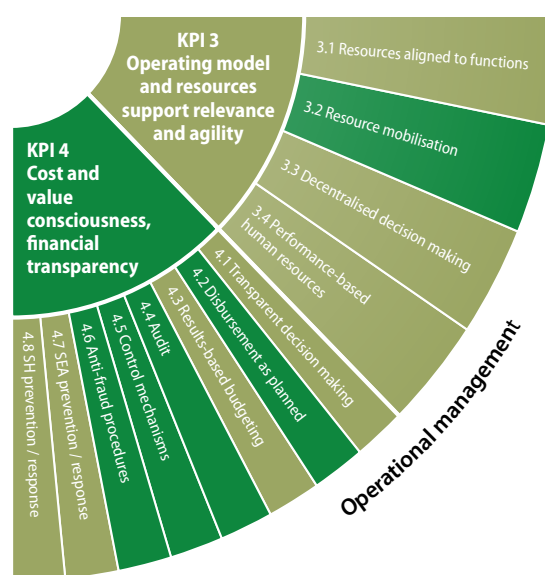 KPI 3
Operating model
and resources
support relevance
and agility
3.1 Resources aligned to functions
3.2 Resource mobilisation
3.3 Decentralised decision making
3.4 Performance-based
human resources
KPI 4
Cost and
value
consciousness,
financial
transparency
4.1 Transparent decision making
4.2 Disbursement as planned
4.3 Results-based budgeting
4.4 Audit
4.5 Control mechanisms
4.6 Anti-fraud procedures
4.7 SEA prevention / response
4.8 SH prevention / response
Operational management